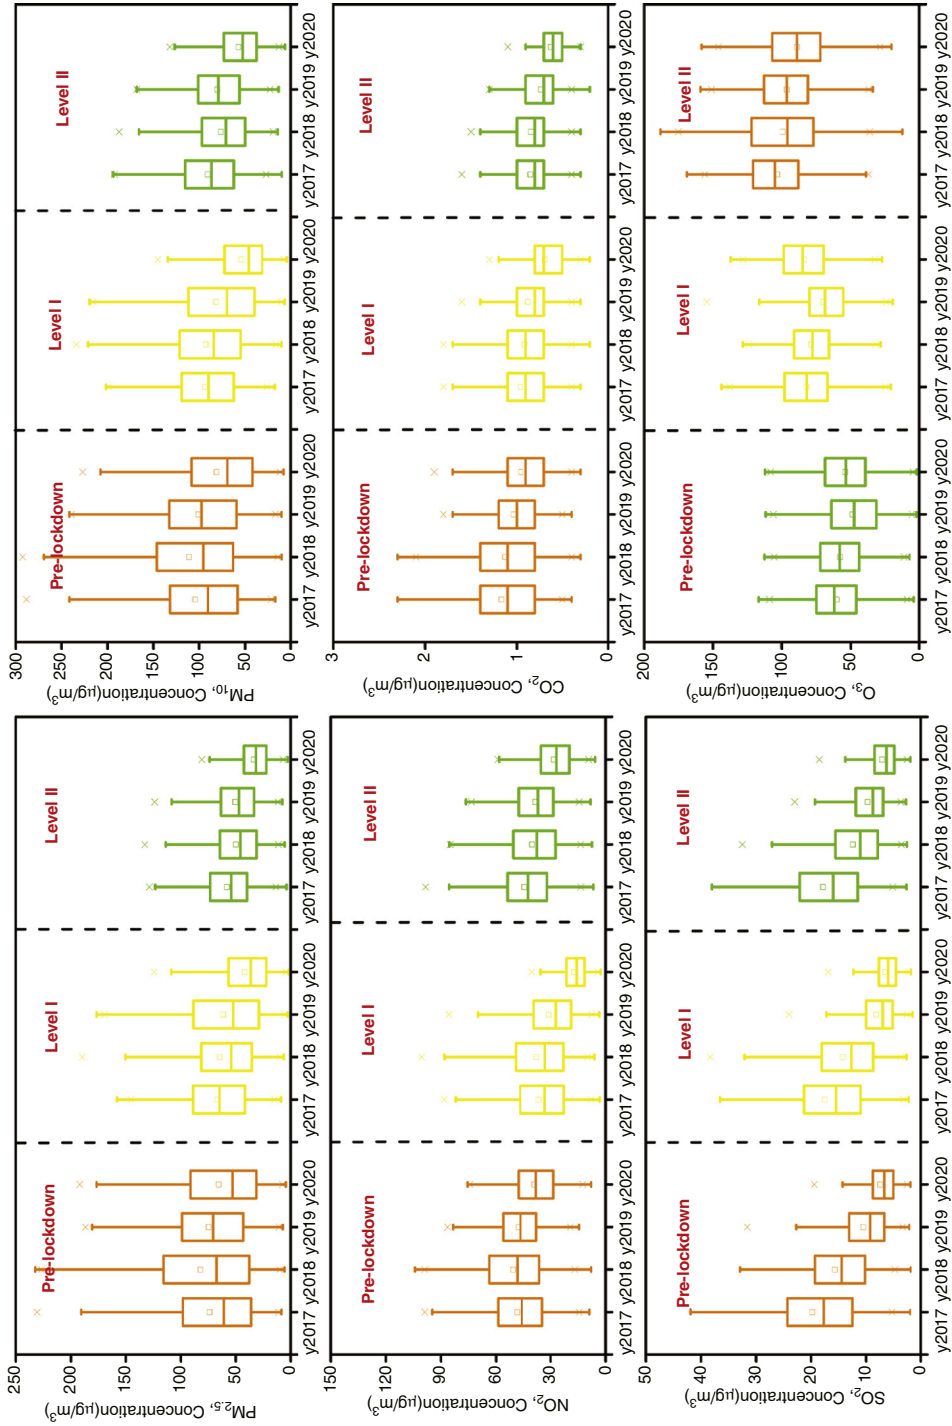 250
200
150
100
50
0
PM2.5, Concentration(μg/m³)
Pre-lockdown
Level I
Level II
y2017 y2018 y2019 y2020 y2017 y2018 y2019 y2020 y2017 y2018 y2019 y2020
300
250
200
150
100
50
0
PM10, Concentration(μg/m³)
Pre-lockdown
Level I
Level II
y2017 y2018 y2019 y2020 y2017 y2018 y2019 y2020 y2017 y2018 y2019 y2020
150
120
90
60
30
0
NO2, Concentration(μg/m³)
Pre-lockdown
Level I
Level II
y2017 y2018 y2019 y2020 y2017 y2018 y2019 y2020 y2017 y2018 y2019 y2020
3
2
1
0
CO2, Concentration(μg/m³)
Pre-lockdown
Level I
Level II
y2017 y2018 y2019 y2020 y2017 y2018 y2019 y2020 y2017 y2018 y2019 y2020
50
40
30
20
10
0
SO2, Concentration(μg/m³)
Pre-lockdown
Level I
Level II
y2017 y2018 y2019 y2020 y2017 y2018 y2019 y2020 y2017 y2018 y2019 y2020
200
150
100
50
0
O3, Concentration(μg/m³)
Pre-lockdown
Level I
Level II
y2017 y2018 y2019 y2020 y2017 y2018 y2019 y2020 y2017 y2018 y2019 y2020